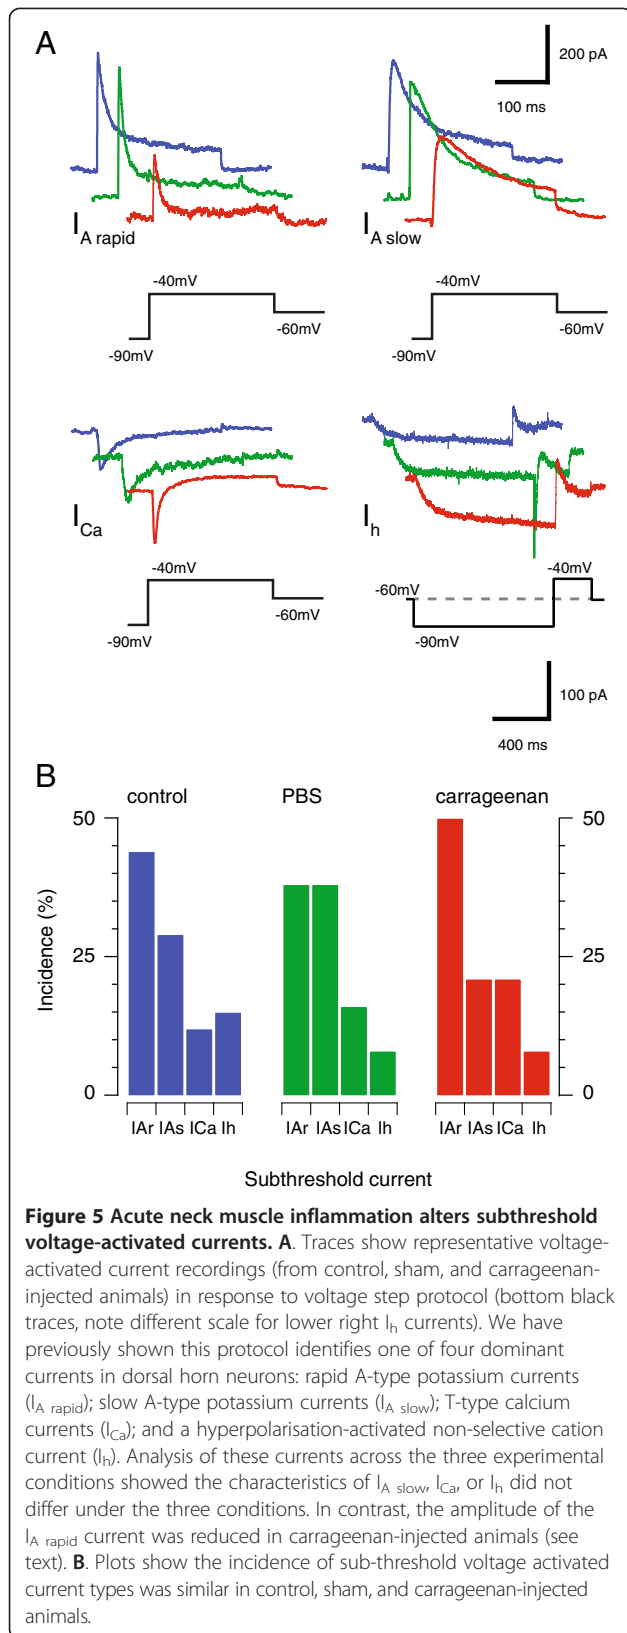 A
200 pA
100 ms
I A rapid
I A slow
-40mV
-60mV
-90mV
-40mV
-60mV
-90mV
I Ca
I h
-40mV
-60mV
-90mV
-40mV
-60mV
-90mV
100 pA
400 ms
B
control PBS carrageenan
50 50
Incidence (%)
25 25
0 0
IAr IAs ICa Ih IAr IAs ICa Ih IAr IAs ICa Ih
Subthreshold current
Figure 5 Acute neck muscle inflammation alters subthreshold
voltage-activated currents. A. Traces show representative voltage-
activated current recordings (from control, sham, and carrageenan-
injected animals) in response to voltage step protocol (bottom black
traces, note different scale for lower right Ih currents). We have
previously shown this protocol identifies one of four dominant
currents in dorsal horn neurons: rapid A-type potassium currents
(IA rapid); slow A-type potassium currents (IA slow); T-type calcium
currents (ICa); and a hyperpolarisation-activated non-selective cation
current (Ih). Analysis of these currents across the three experimental
conditions showed the characteristics of IA slow, ICa, or Ih did not
differ under the three conditions. In contrast, the amplitude of the
IA rapid current was reduced in carrageenan-injected animals (see
text). B. Plots show the incidence of sub-threshold voltage activated
current types was similar in control, sham, and carrageenan-injected
animals.